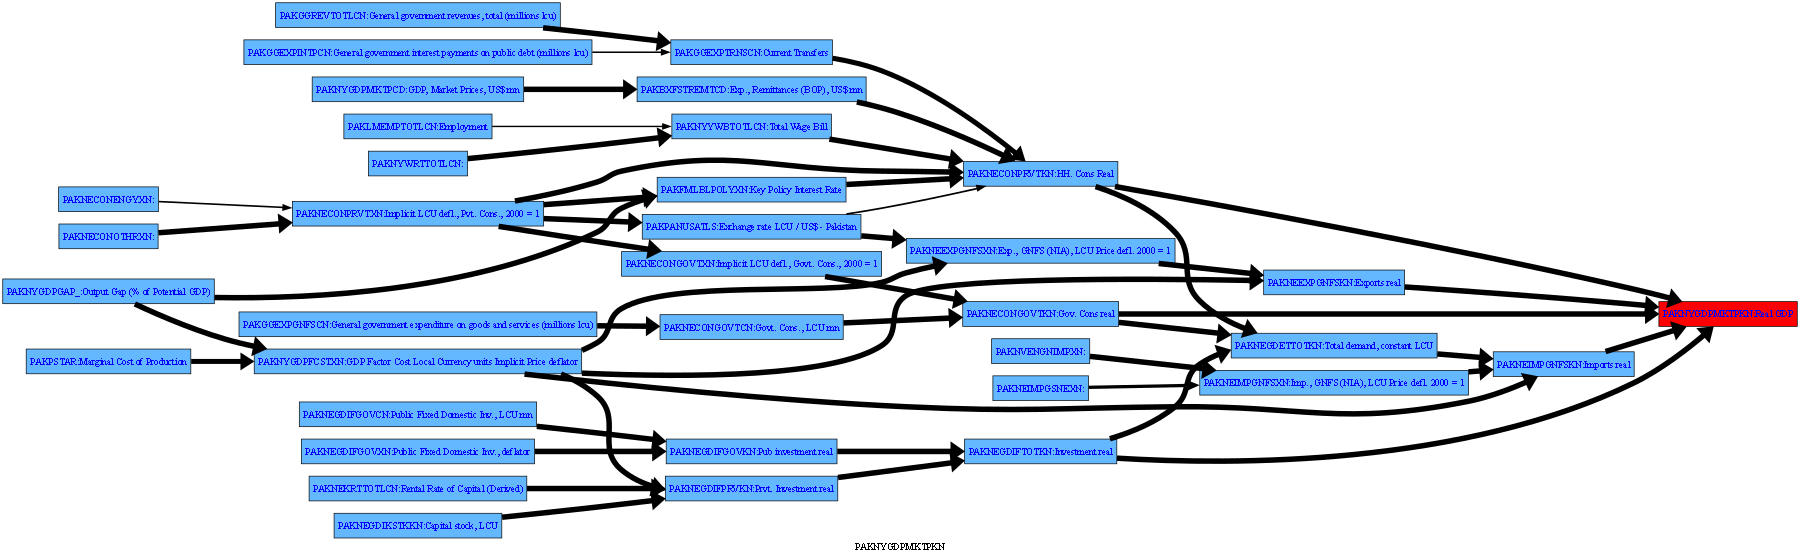 PAKGGREVTOTLCN:General government revenues, total (millions lcu)
PAKGGEXPINTPCN:General government interest payments on public debt (millions lcu)
PAKGGEXPTRNSCN:Current Transfers
PAKNYGDPMKTPCD:GDP, Market Prices, US$ mn
PAKBXFSTREMTCD:Exp., Remittances (BOP), US$ mn
PAKLMEMPTOTLCN:Employment
PAKNYYWBTOTLCN:Total Wage Bill
PAKNYWRTTOTLCN:
PAKNECONPRVTKN:HH. Cons Real
PAKNECONENGYXN:
PAKFMLBLPOLYXN:Key Policy Interest Rate
PAKNECONPRVTXN:Implicit LCU defl., Pvt. Cons., 2000 = 1
PAKPANUSATLS:Exchange rate LCU / US$ - Pakistan
PAKNECONOTHRXN:
PAKNEEXPGNFSXN:Exp., GNFS (NIA), LCU Price defl. 2000 = 1
PAKNECONGOVTXN:Implicit LCU defl., Govt. Cons., 2000 = 1
PAKNEEXPGNFSKN:Exports real
PAKNYGDPGAP_:Output Gap (% of Potential GDP)
PAKNECONGOVTKN:Gov. Cons real
PAKNYGDPMKTPKN:Real GDP
PAKGGEXPGNFSCN:General government expenditure on goods and services (millions lcu)
PAKNECONGOVTCN:Govt. Cons., LCU mn
PAKNVENGNIMPXN:
PAKNEGDETTOTKN:Total demand, constant LCU
PAKPSTAR:Marginal Cost of Production
PAKNYGDPFCSTXN:GDP Factor Cost Local Currency units Implicit Price deflator
PAKNEIMPGNFSKN:Imports real
PAKNEIMPGSNEXN:
PAKNEIMPGNFSXN:Imp., GNFS (NIA), LCU Price defl. 2000 = 1
PAKNEGDIFGOVCN:Public Fixed Domestic Inv., LCU mn
PAKNEGDIFGOVXN:Public Fixed Domestic Inv., deflator
PAKNEGDIFGOVKN:Pub investment real
PAKNEGDIFTOTKN:Investment real
PAKNEKRTTOTLCN:Rental Rate of Capital (Derived)
PAKNEGDIFPRVKN:Prvt. Investment real
PAKNEGDIKSTKKN:Capital stock, LCU
PAKNYGDPMKTPKN